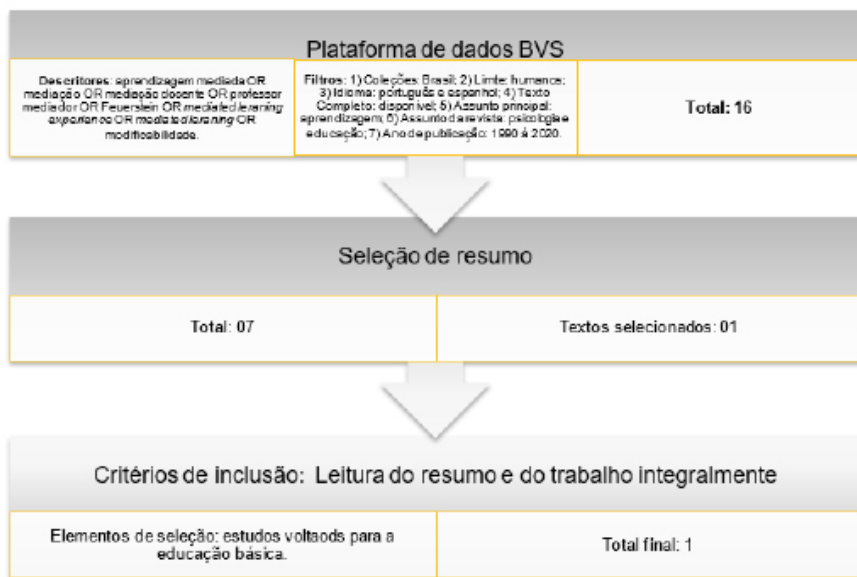 Plataforma de dados BVS
Descritores: aprendizagem mediada OR
mediação OR mediação docente OR professor
mediador OR Feuerstein OR mediated leraning
experience OR mediated leraning OR
modificabilidade.
Filtros: 1) Coleções: Brasil; 2) Limite: humanos;
3) Idioma: português e espanhol; 4) Texto
Completo: disponível; 5) Assunto principal:
aprendizagem; 6) Assunto da revista: psicologia e
educação; 7) Ano de publicação: 1990 à 2020.
Total: 16
Seleção de resumo
Total: 07
Textos selecionados: 01
Critérios de inclusão: Leitura do resumo e do trabalho integralmente
Elementos de seleção: estudos voltaods para a
educação básica.
Total final: 1